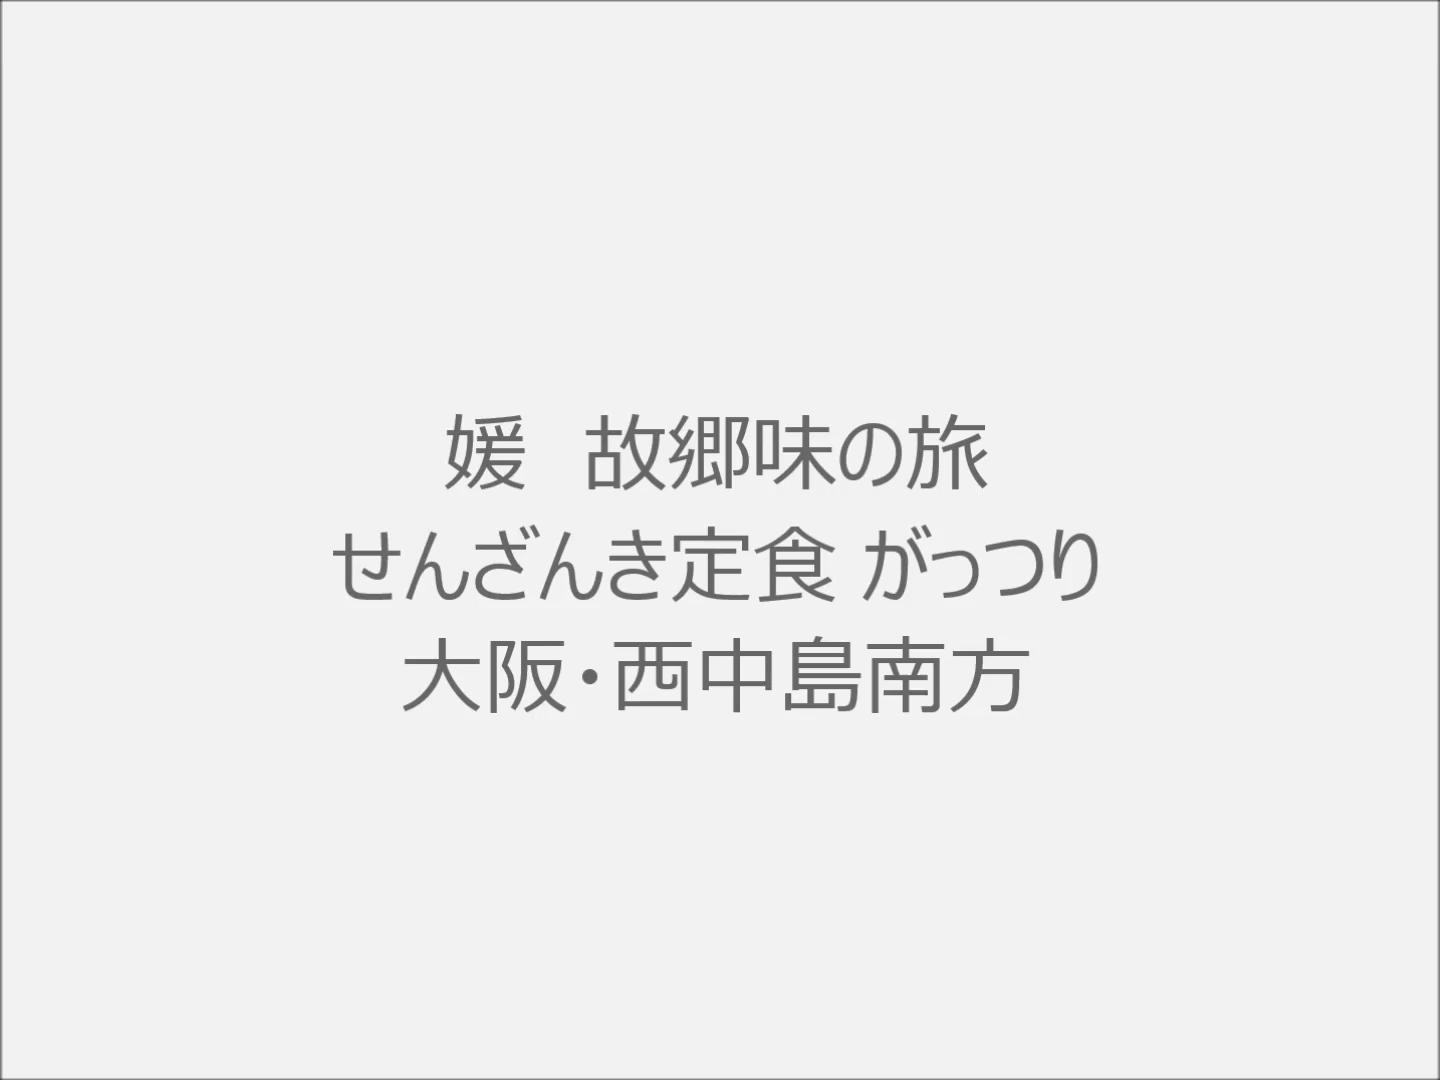 媛　故郷味の旅
せんざんき定食 がっつり
大阪・西中島南方